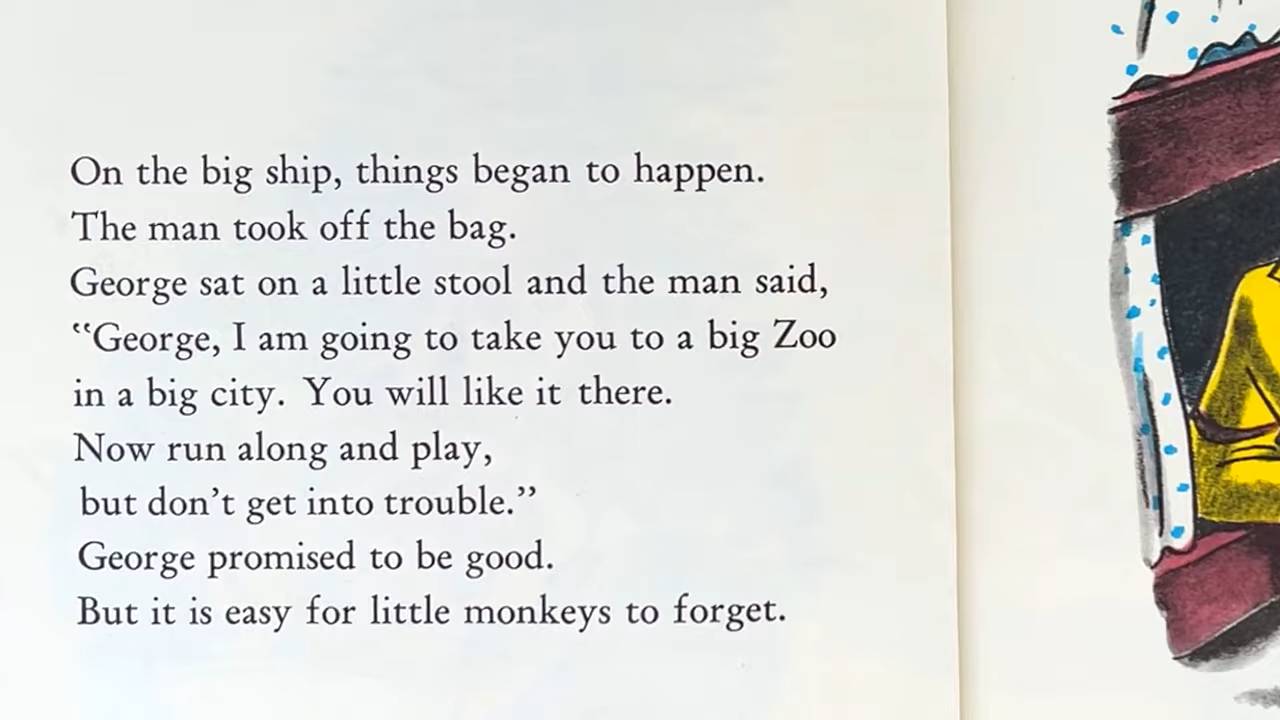 On the big ship, things began to happen.
The man took off the bag.
George sat on a little stool and the man said,
“George, I am going to take you to a big Zoo
in a big city. You will like it there.
Now run along and play,
but don’t get into trouble.”
George promised to be good.
But it is easy for little monkeys to forget.